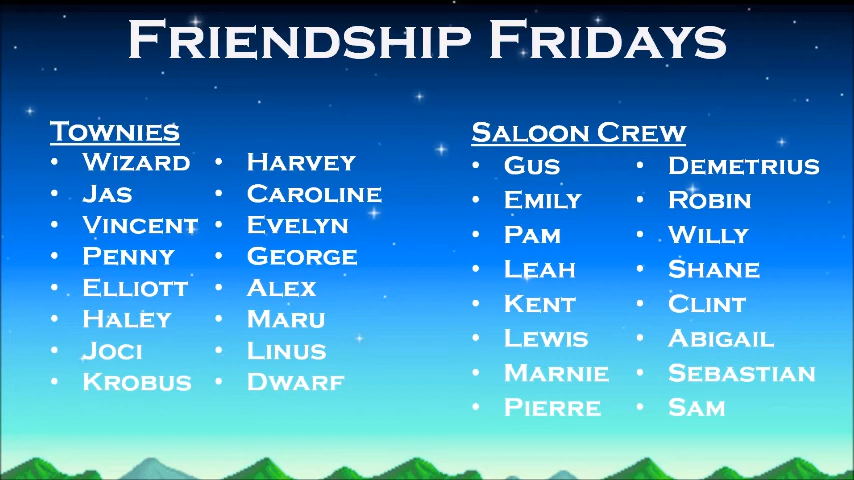 Friendship Fridays
Townies
• Wizard
• Jas
• Vincent
• Penny
• Elliott
• Haley
• Joci
• Krobus
• Harvey
• Caroline
• Evelyn
• George
• Alex
• Maru
• Linus
• Dwarf
Saloon Crew
• Gus
• Emily
• Pam
• Leah
• Kent
• Lewis
• Marnie
• Pierre
• Demetrius
• Robin
• Willy
• Shane
• Clint
• Abigail
• Sebastian
• Sam